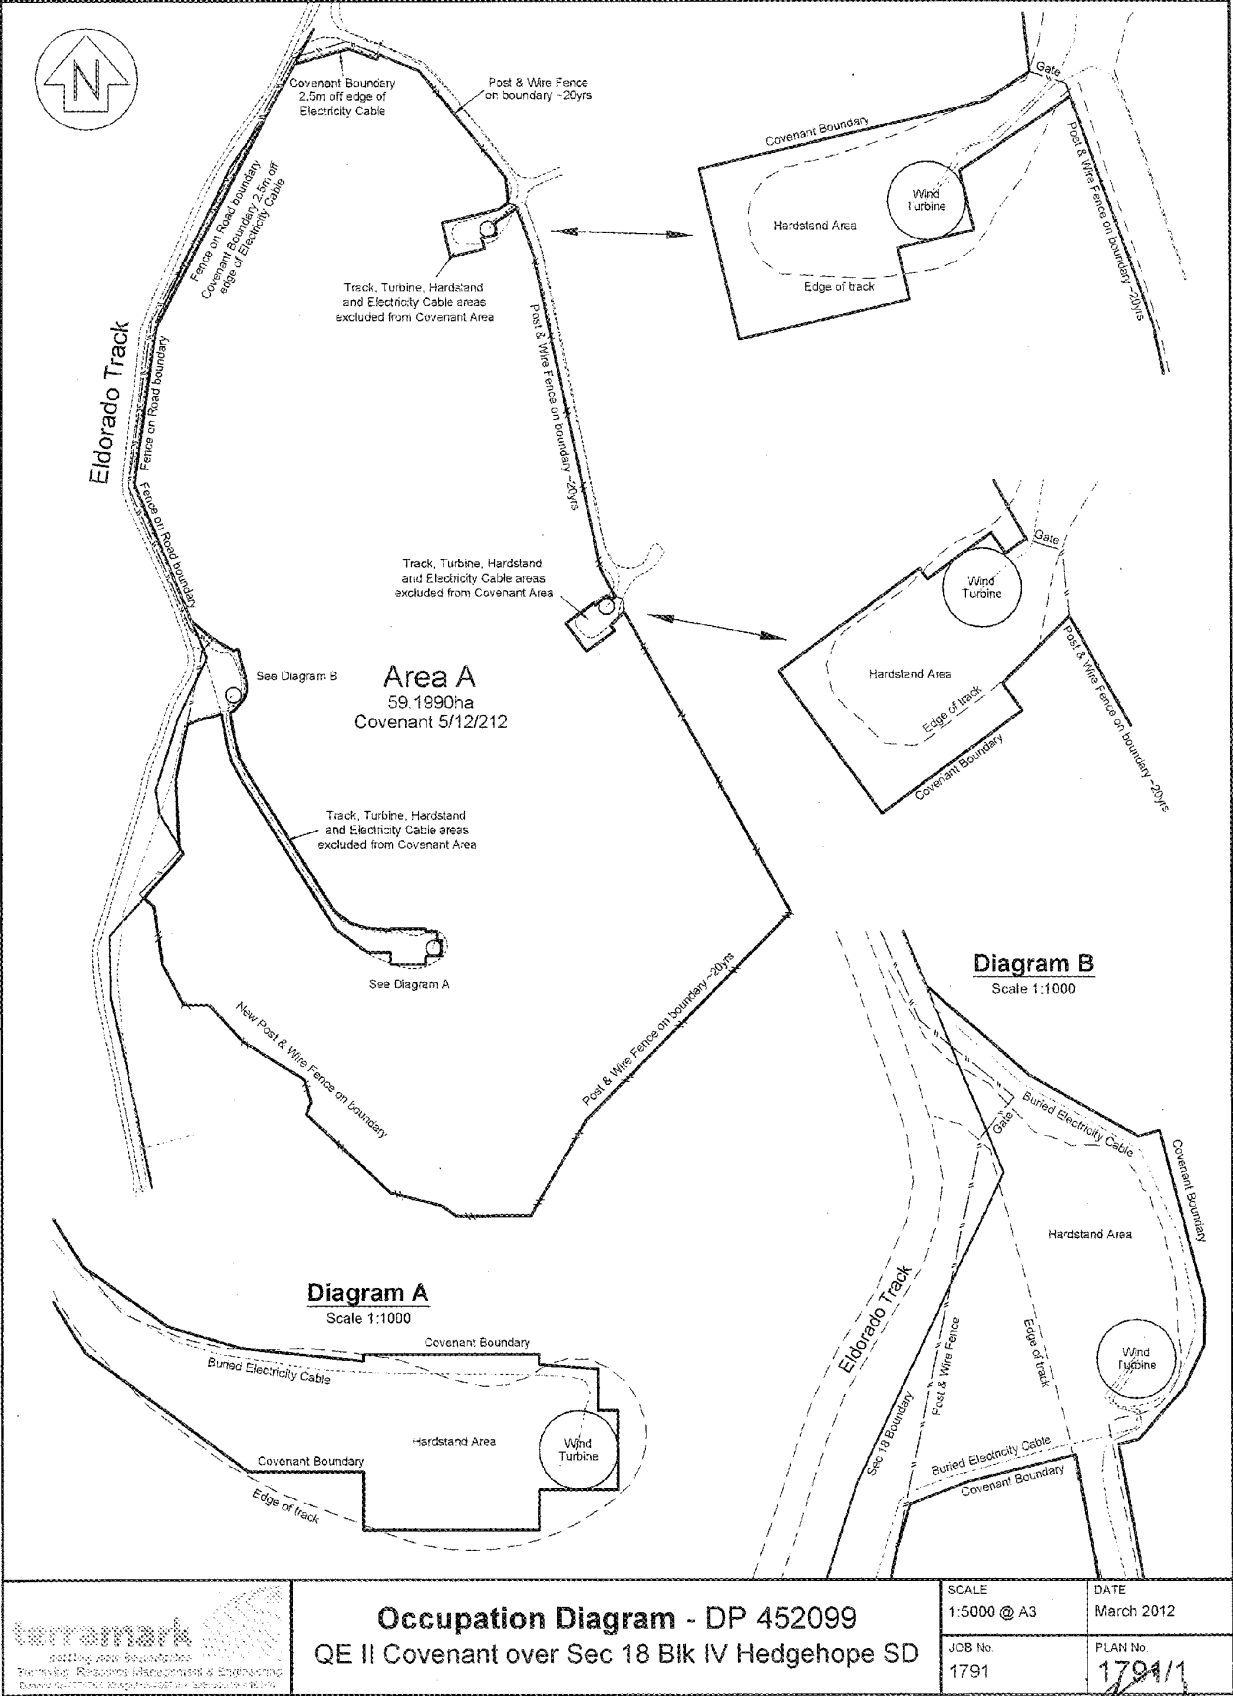 N
Covenant Boundary
2.5m off edge of
Electricity Cable
Post & Wire Fence
on boundary ~20yrs
Fence on Road boundary
Covenant Boundary 2.5m off
edge of Electricity Cable
Track, Turbine, Hardstand
and Electricity Cable areas
excluded from Covenant Area
Post & Wire Fence on boundary ~20yrs
Eldorado Track
Fence on Road boundary
Fence on Road boundary
Gate
Covenant Boundary
Wind
Turbine
Hardstand Area
Edge of track
Post & Wire Fence on boundary ~20yrs
Track, Turbine, Hardstand
and Electricity Cable areas
excluded from Covenant Area
Gate
Wind
Turbine
Hardstand Area
Edge of track
Covenant Boundary
Post & Wire Fence on boundary ~20yrs
See Diagram B
Area A
59.1990ha
Covenant 5/12/212
Track, Turbine, Hardstand
and Electricity Cable areas
excluded from Covenant Area
See Diagram A
New Post & Wire Fence on boundary
Post & Wire Fence on boundary ~20yrs
Diagram B
Scale 1:1000
Buried Electricity Cable
Gate
Covenant Boundary
Hardstand Area
Eldorado Track
Post & Wire Fence
Edge of track
Wind
Turbine
Sec 18 Boundary
Buried Electricity Cable
Covenant Boundary
Diagram A
Scale 1:1000
Covenant Boundary
Buried Electricity Cable
Hardstand Area
Wind
Turbine
Covenant Boundary
Edge of track
terramark
setting new boundaries
Surveying, Resource Management & Engineering
Occupation Diagram - DP 452099
QE II Covenant over Sec 18 Blk IV Hedgehope SD
SCALE
1:5000 @ A3
DATE
March 2012
JOB No.
1791
PLAN No.
1791/1